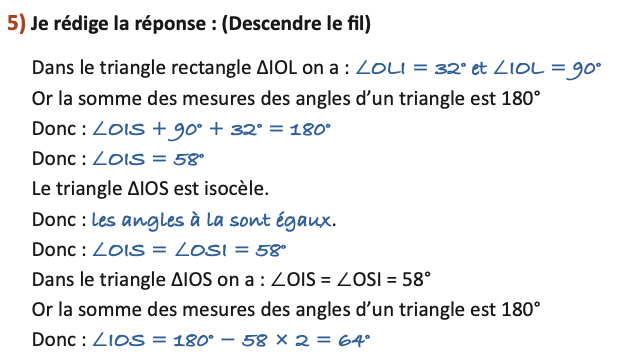 5) Je rédige la réponse : (Descendre le fil)
Dans le triangle rectangle ΔIOL on a : ∠OLI = 32° et ∠IOL = 90°
Or la somme des mesures des angles d'un triangle est 180°
Donc : ∠OIS + 90° + 32° = 180°
Donc : ∠OIS = 58°
Le triangle ΔIOS est isocèle.
Donc : les angles à la sont égaux.
Donc : ∠OIS = ∠OSI = 58°
Dans le triangle ΔIOS on a : ∠OIS = ∠OSI = 58°
Or la somme des mesures des angles d'un triangle est 180°
Donc : ∠IOS = 180° − 58 × 2 = 64°